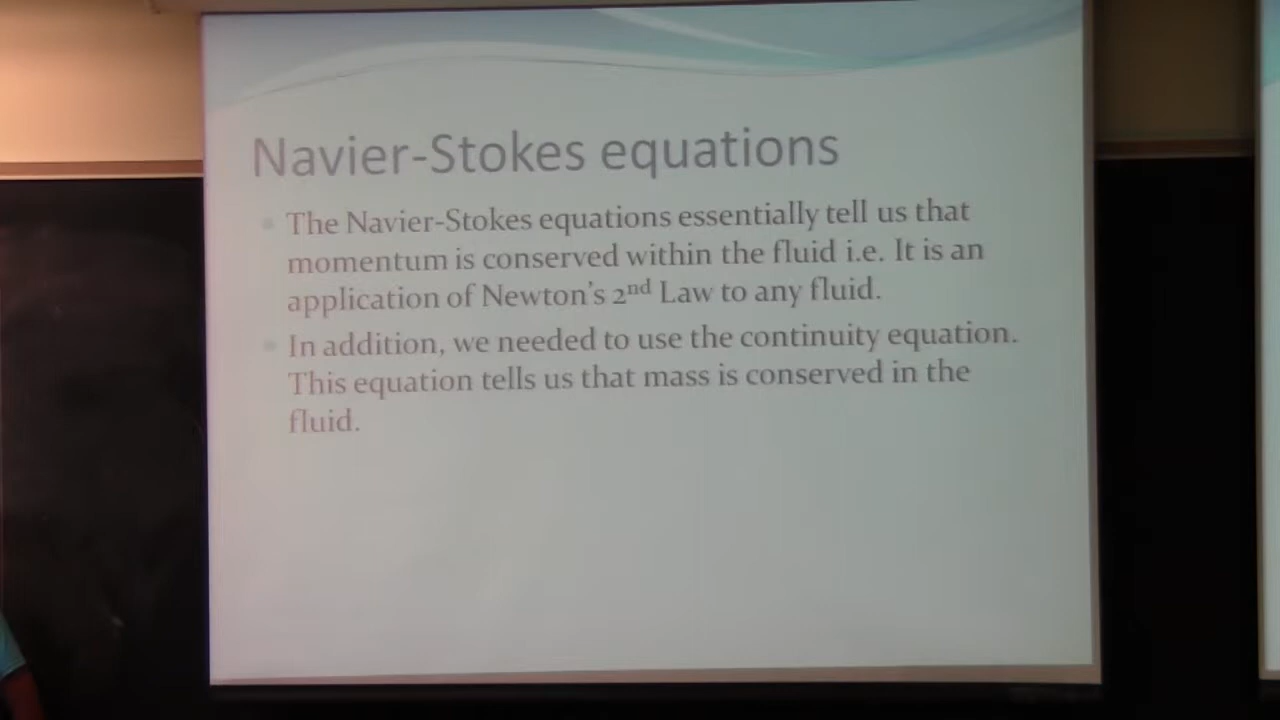 Navier-Stokes equations
The Navier-Stokes equations essentially tell us that
momentum is conserved within the fluid i.e. It is an
application of Newton's 2nd Law to any fluid.
In addition, we needed to use the continuity equation.
This equation tells us that mass is conserved in the
fluid.